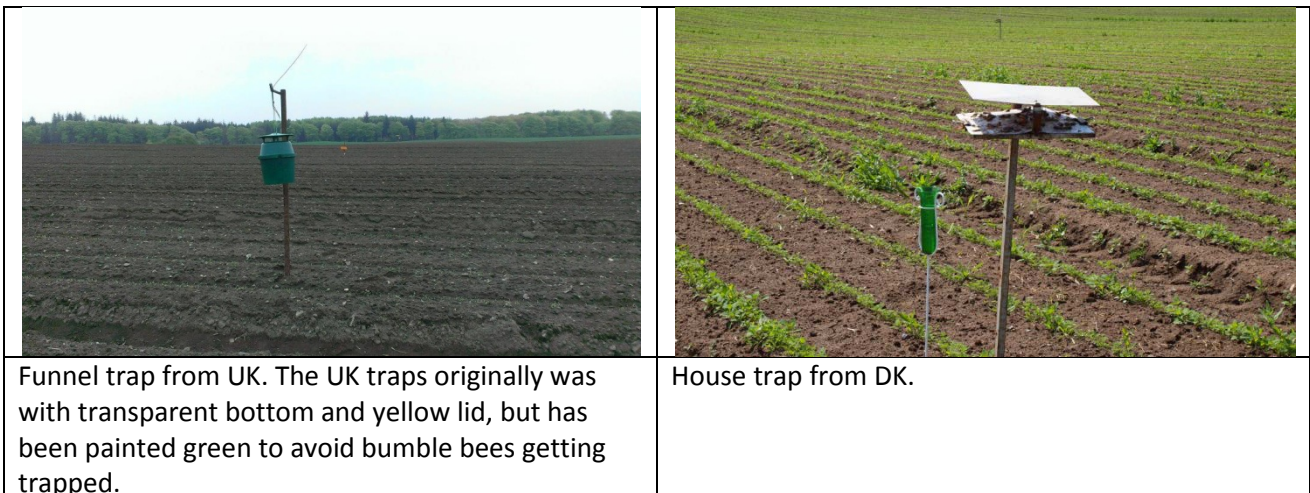 Funnel trap from UK. The UK traps originally was
with transparent bottom and yellow lid, but has
been painted green to avoid bumble bees getting
trapped.
House trap from DK.